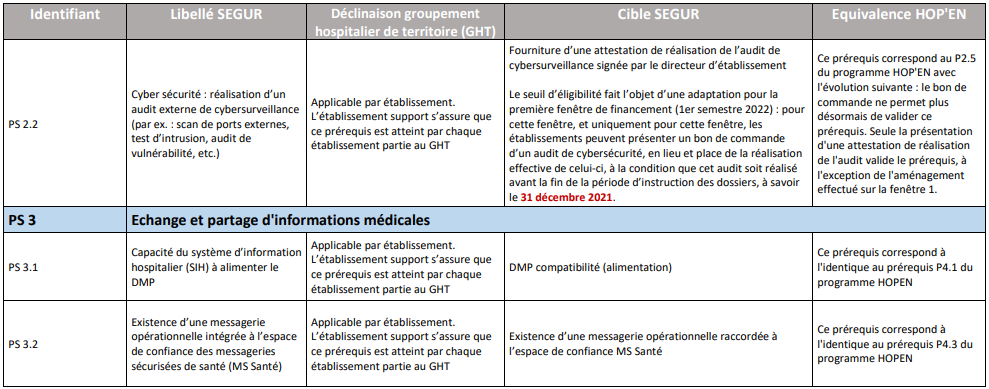 Identifiant
Libellé SEGUR
Déclinaison groupement
hospitalier de territoire (GHT)
Cible SEGUR
Equivalence HOP'EN
PS 2.2
Cyber sécurité : réalisation d'un
audit externe de cybersurveillance
(par ex. : scan de ports externes,
test d'intrusion, audit de
vulnérabilité, etc.)
Applicable par établissement.
L'établissement support s'assure que
ce prérequis est atteint par chaque
établissement partie au GHT
Fourniture d'une attestation de réalisation de l'audit de
cybersurveillance signée par le directeur d'établissement
Le seuil d'éligibilité fait l'objet d'une adaptation pour la
première fenêtre de financement (1er semestre 2022) : pour
cette fenêtre, et uniquement pour cette fenêtre, les
établissements peuvent présenter un bon de commande
d'un audit de cybersécurité, en lieu et place de la réalisation
effective de celui-ci, à la condition que cet audit soit réalisé
avant la fin de la période d'instruction des dossiers, à savoir
le 31 décembre 2021.
Ce prérequis correspond au P2.5
du programme HOP'EN avec
l'évolution suivante : le bon de
commande ne permet plus
désormais de valider ce
prérequis. Seule la présentation
d'une attestation de réalisation
de l'audit valide le prérequis, à
l'exception de l'aménagement
effectué sur la fenêtre 1.
PS 3
Echange et partage d'informations médicales
PS 3.1
Capacité du système d'information
hospitalier (SIH) à alimenter le
DMP
Applicable par établissement.
L'établissement support s'assure que
ce prérequis est atteint par chaque
établissement partie au GHT
DMP compatibilité (alimentation)
Ce prérequis correspond à
l'identique au prérequis P4.1 du
programme HOPEN
PS 3.2
Existence d'une messagerie
opérationnelle intégrée à l'espace
de confiance des messageries
sécurisées de santé (MS Santé)
Applicable par établissement.
L'établissement support s'assure que
ce prérequis est atteint par chaque
établissement partie au GHT
Existence d'une messagerie opérationnelle raccordée à
l'espace de confiance MS Santé
Ce prérequis correspond à
l'identique au prérequis P4.3 du
programme HOPEN